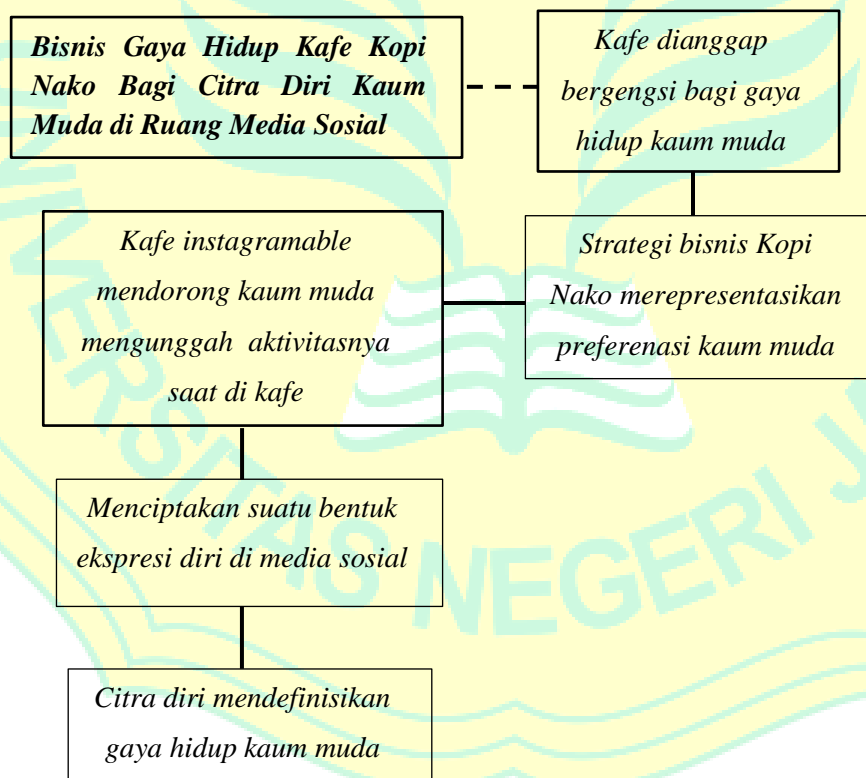 Bisnis Gaya Hidup Kafe Kopi
Nako Bagi Citra Diri Kaum
Muda di Ruang Media Sosial
Kafe dianggap
bergengsi bagi gaya
hidup kaum muda
Strategi bisnis Kopi
Nako merepresentasikan
preferenasi kaum muda
Kafe instagramable
mendorong kaum muda
mengunggah aktivitasnya
saat di kafe
Menciptakan suatu bentuk
ekspresi diri di media sosial
Citra diri mendefinisikan
gaya hidup kaum muda
NEGERI